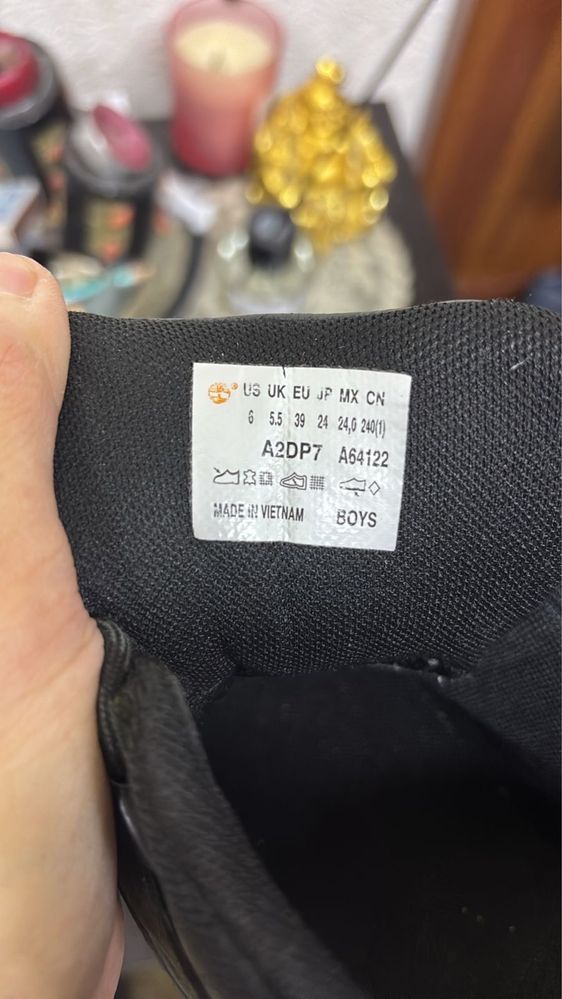 US UK EU JP MX CN
6 5.5 39 24 24,0 240(1)
A2DP7 A64122
MADE IN VIETNAM BOYS